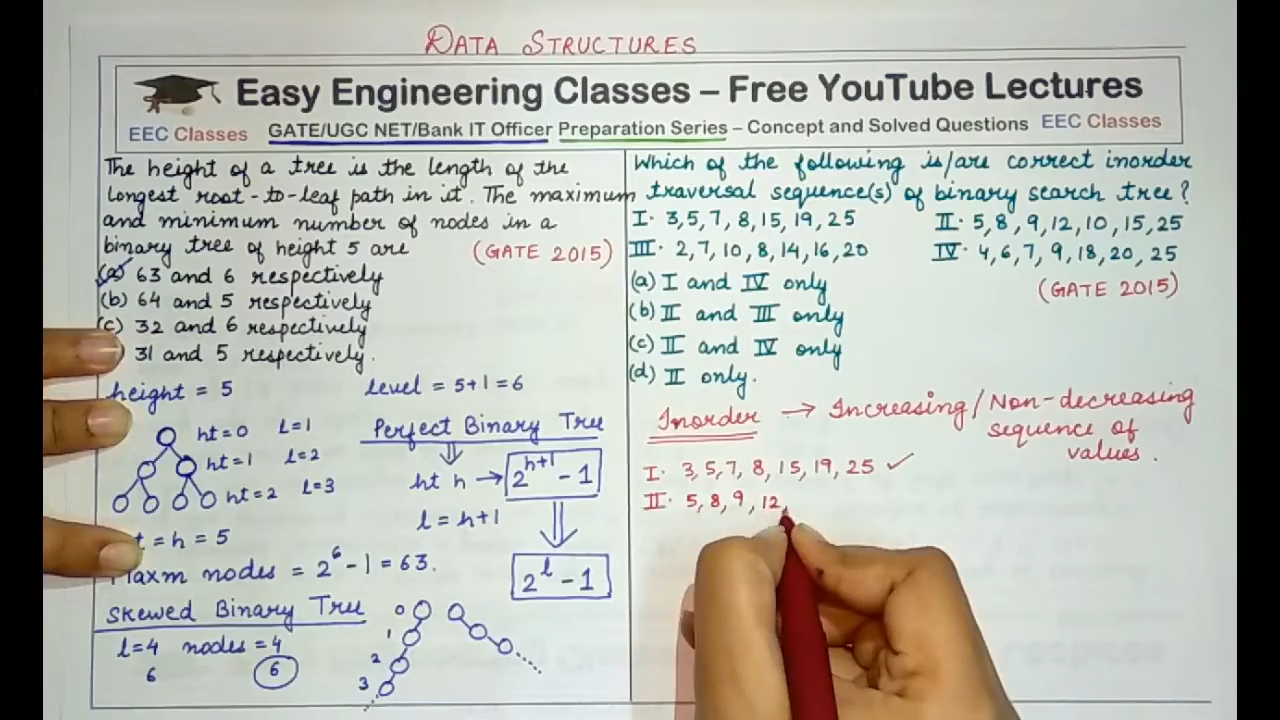 DATA STRUCTURES
Easy Engineering Classes – Free YouTube Lectures
EEC Classes GATE/UGC NET/Bank IT Officer Preparation Series – Concept and Solved Questions EEC Classes
The height of a tree is the length of the
longest root-to-leaf path in it. The maximum
and minimum number of nodes in a
binary tree of height 5 are
(GATE 2015)
(a) 63 and 6 respectively
(b) 64 and 5 respectively
(c) 32 and 6 respectively
) 31 and 5 respectively.
height = 5 level = 5+1 = 6
ht=0 L=1
ht=1 l=2
ht=2 l=3
Perfect Binary Tree
ht h → 2^{h+1} - 1
l = h+1
2^l - 1
t = h = 5
Maxm nodes = 2^6 - 1 = 63.
Skewed Binary Tree
l=4 nodes=4
6 6
0
1
2
3
Which of the following is/are correct inorder
traversal sequence(s) of binary search tree?
I. 3,5,7,8,15,19,25 II. 5,8,9,12,10,15,25
III. 2,7,10,8,14,16,20 IV. 4,6,7,9,18,20,25
(a) I and IV only
(GATE 2015)
(b) II and III only
(c) II and IV only
(d) II only.
Inorder → Increasing/Non-decreasing
sequence of
values.
I. 3,5,7,8,15,19,25 ✓
II. 5,8,9,12,